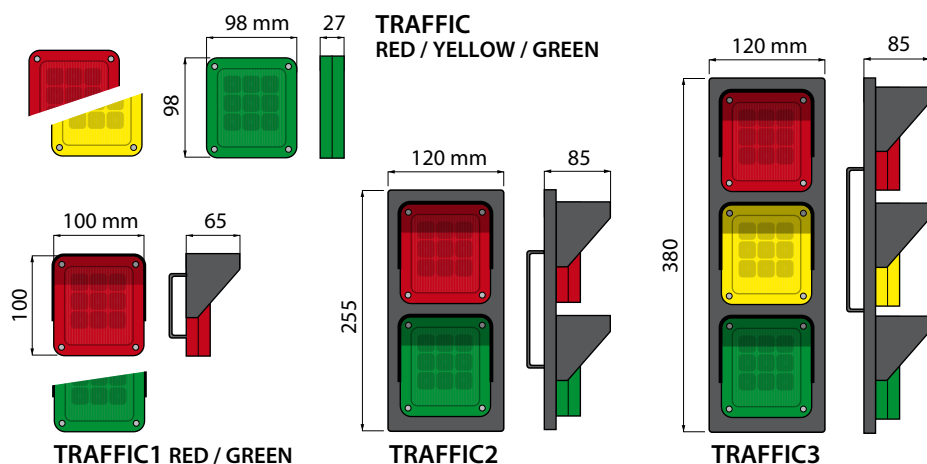 98 mm
27
TRAFFIC
RED / YELLOW / GREEN
98
120 mm
85
380
120 mm
85
255
100 mm
65
100
TRAFFIC1 RED / GREEN
TRAFFIC2
TRAFFIC3